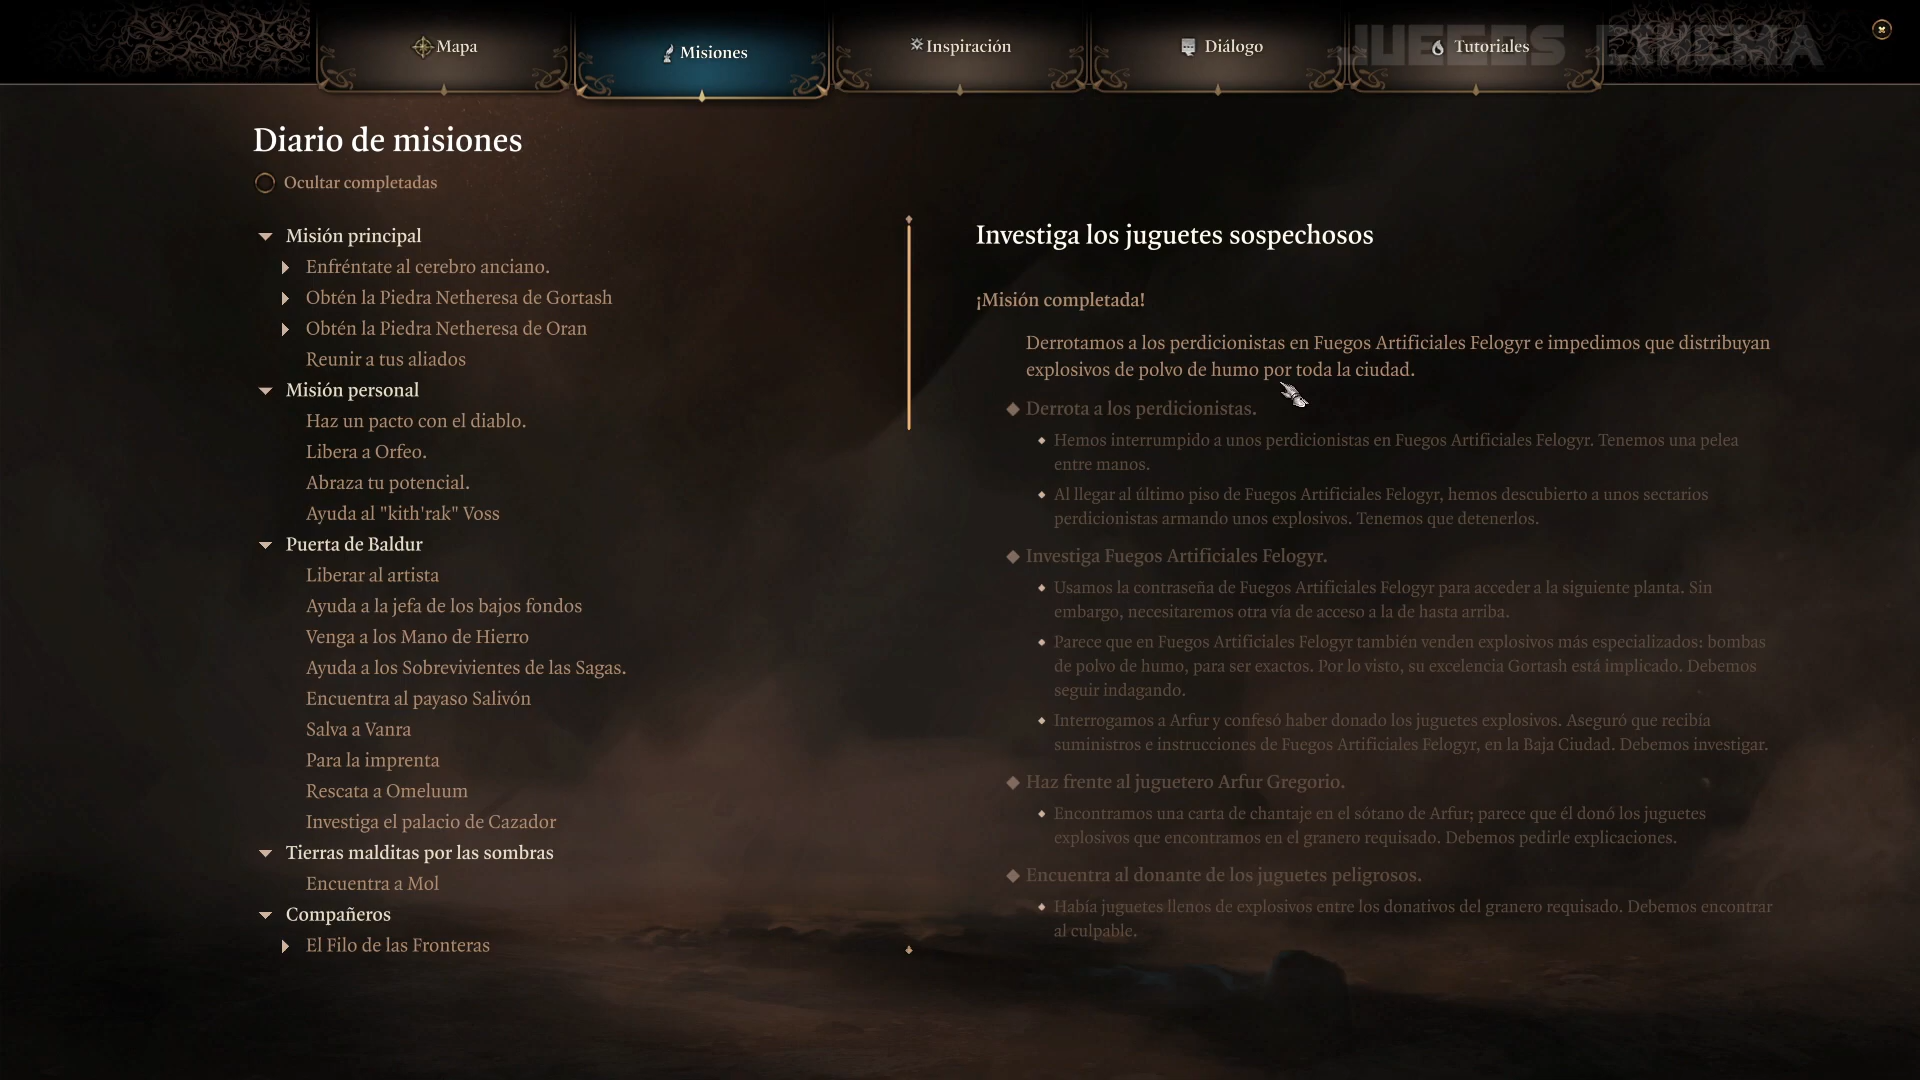 Mapa
Misiones
Inspiración
Diálogo
Tutoriales
JUEGOS CINEMA
Diario de misiones
Ocultar completadas
Misión principal
Enfréntate al cerebro anciano.
Obtén la Piedra Netheresa de Gortash
Obtén la Piedra Netheresa de Oran
Reunir a tus aliados
Misión personal
Haz un pacto con el diablo.
Libera a Orfeo.
Abraza tu potencial.
Ayuda al "kith'rak" Voss
Puerta de Baldur
Liberar al artista
Ayuda a la jefa de los bajos fondos
Venga a los Mano de Hierro
Ayuda a los Sobrevivientes de las Sagas.
Encuentra al payaso Salivón
Salva a Vanra
Para la imprenta
Rescata a Omeluum
Investiga el palacio de Cazador
Tierras malditas por las sombras
Encuentra a Mol
Compañeros
El Filo de las Fronteras
Investiga los juguetes sospechosos
¡Misión completada!
Derrotamos a los perdicionistas en Fuegos Artificiales Felogyr e impedimos que distribuyan
explosivos de polvo de humo por toda la ciudad.
Derrota a los perdicionistas.
Hemos interrumpido a unos perdicionistas en Fuegos Artificiales Felogyr. Tenemos una pelea
entre manos.
Al llegar al último piso de Fuegos Artificiales Felogyr, hemos descubierto a unos sectarios
perdicionistas armando unos explosivos. Tenemos que detenerlos.
Investiga Fuegos Artificiales Felogyr.
Usamos la contraseña de Fuegos Artificiales Felogyr para acceder a la siguiente planta. Sin
embargo, necesitaremos otra vía de acceso a la de hasta arriba.
Parece que en Fuegos Artificiales Felogyr también venden explosivos más especializados: bombas
de polvo de humo, para ser exactos. Por lo visto, su excelencia Gortash está implicado. Debemos
seguir indagando.
Interrogamos a Arfur y confesó haber donado los juguetes explosivos. Aseguró que recibía
suministros e instrucciones de Fuegos Artificiales Felogyr, en la Baja Ciudad. Debemos investigar.
Haz frente al juguetero Arfur Gregorio.
Encontramos una carta de chantaje en el sótano de Arfur; parece que él donó los juguetes
explosivos que encontramos en el granero requisado. Debemos pedirle explicaciones.
Encuentra al donante de los juguetes peligrosos.
Había juguetes llenos de explosivos entre los donativos del granero requisado. Debemos encontrar
al culpable.